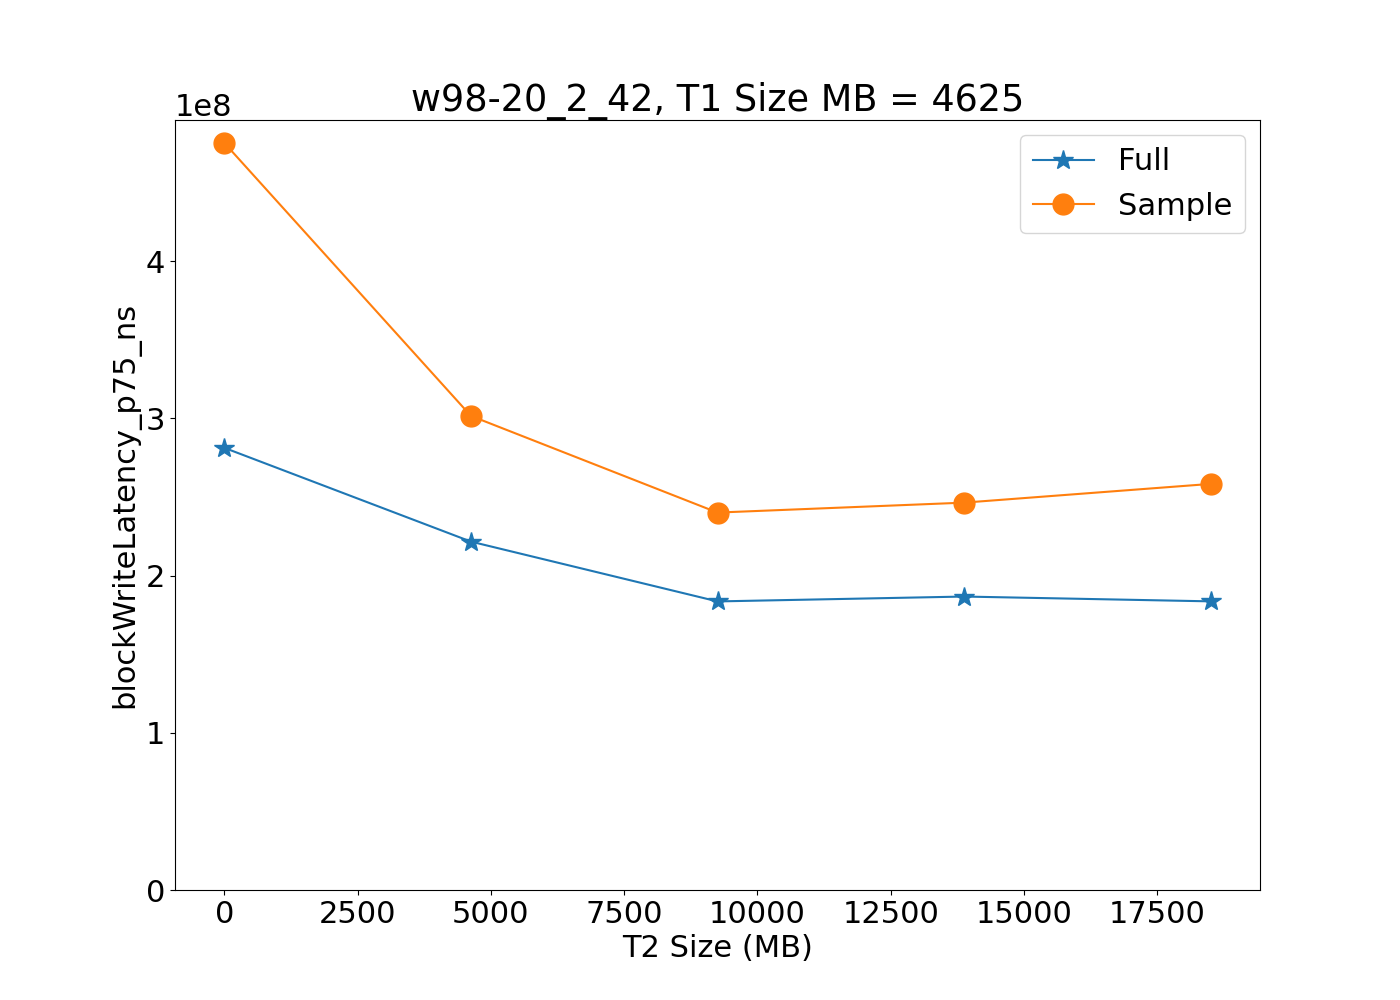 w98-20_2_42, T1 Size MB = 4625
1e8
Full
Sample
4
3
2
1
0
blockWriteLatency_p75_ns
0 2500 5000 7500 10000 12500 15000 17500
T2 Size (MB)